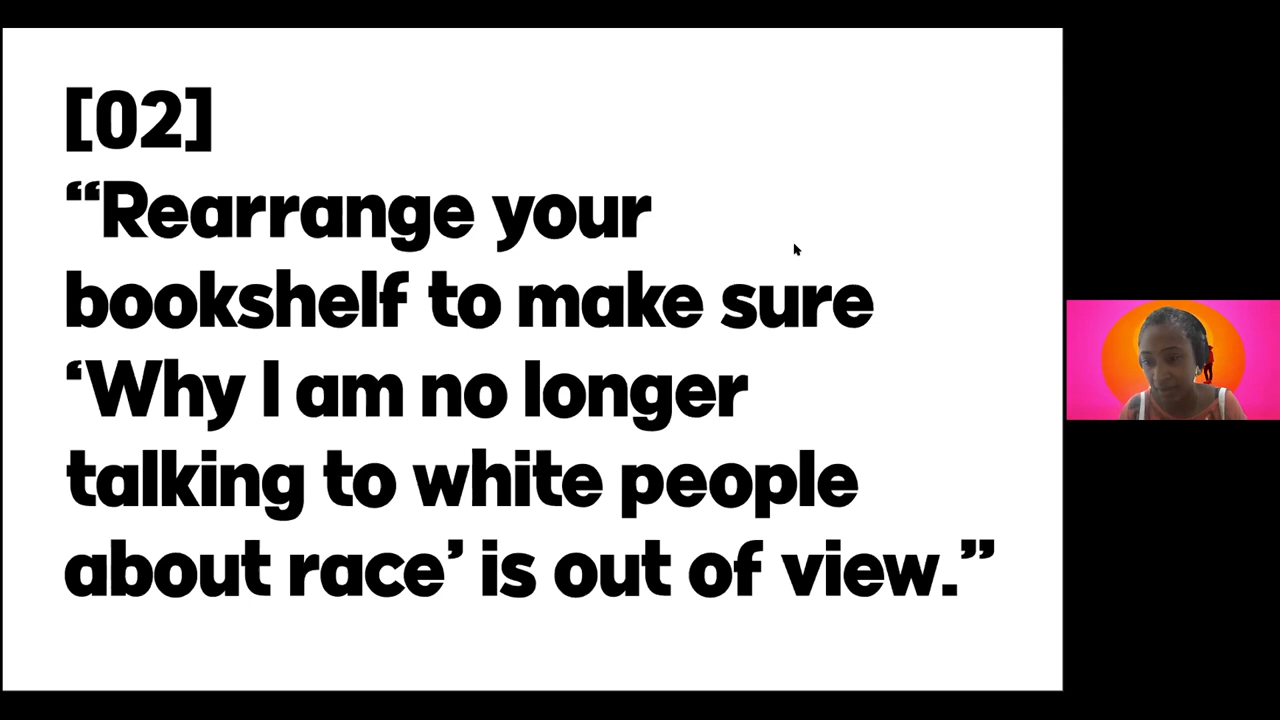 [02]
“Rearrange your
bookshelf to make sure
‘Why I am no longer
talking to white people
about race’ is out of view.”